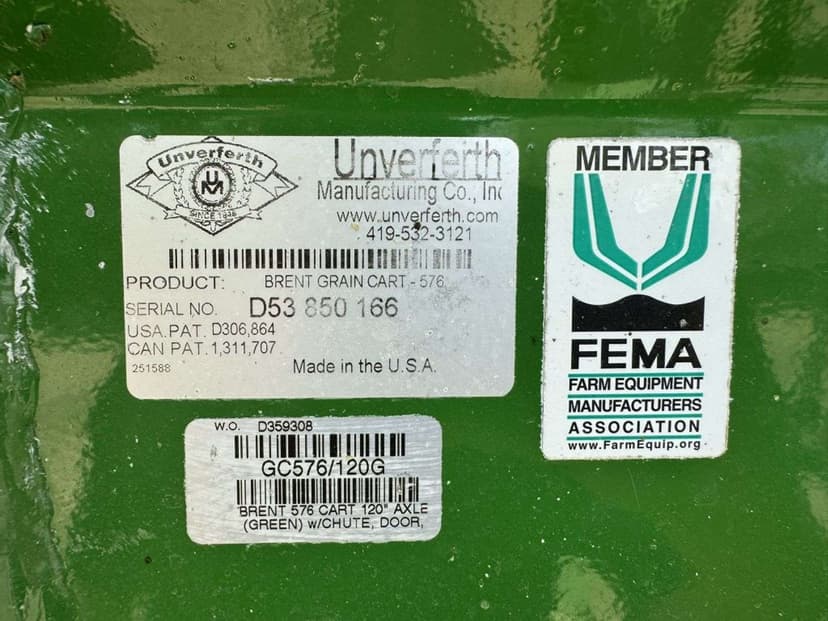 Unverferth
UM
SINCE 1948
Unverferth
Manufacturing Co., Inc
www.unverferth.com
419-532-3121
PRODUCT: BRENT GRAIN CART - 576
SERIAL NO. D53 850 166
USA.PAT. D306,864
CAN PAT. 1,311,707
251588 Made in the U.S.A.
W.O. D359308
GC576/120G
BRENT 576 CART 120" AXLE
(GREEN) w/CHUTE, DOOR,
MEMBER
FEMA
FARM EQUIPMENT
MANUFACTURERS
ASSOCIATION
www.FarmEquip.org